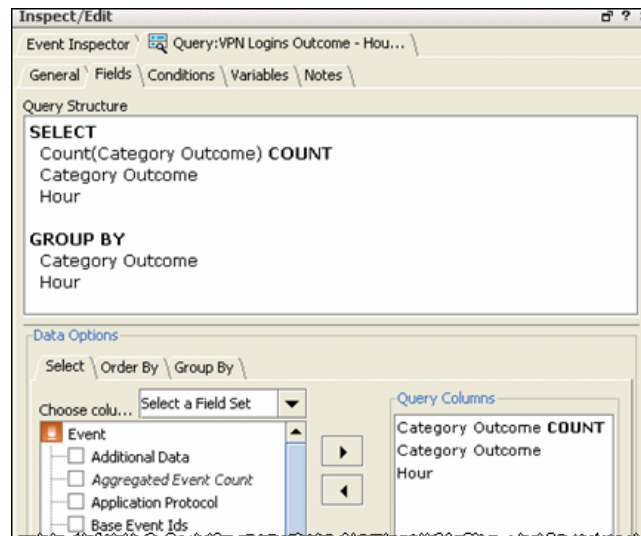 Inspect/Edit
Event Inspector Query:VPN Logins Outcome - Hou...
General Fields Conditions Variables Notes
Query Structure
SELECT
Count(Category Outcome) COUNT
Category Outcome
Hour
GROUP BY
Category Outcome
Hour
Data Options
Select Order By Group By
Choose colu... Select a Field Set
Event
Additional Data
Aggregated Event Count
Application Protocol
Base Event Ids
Query Columns
Category Outcome COUNT
Category Outcome
Hour